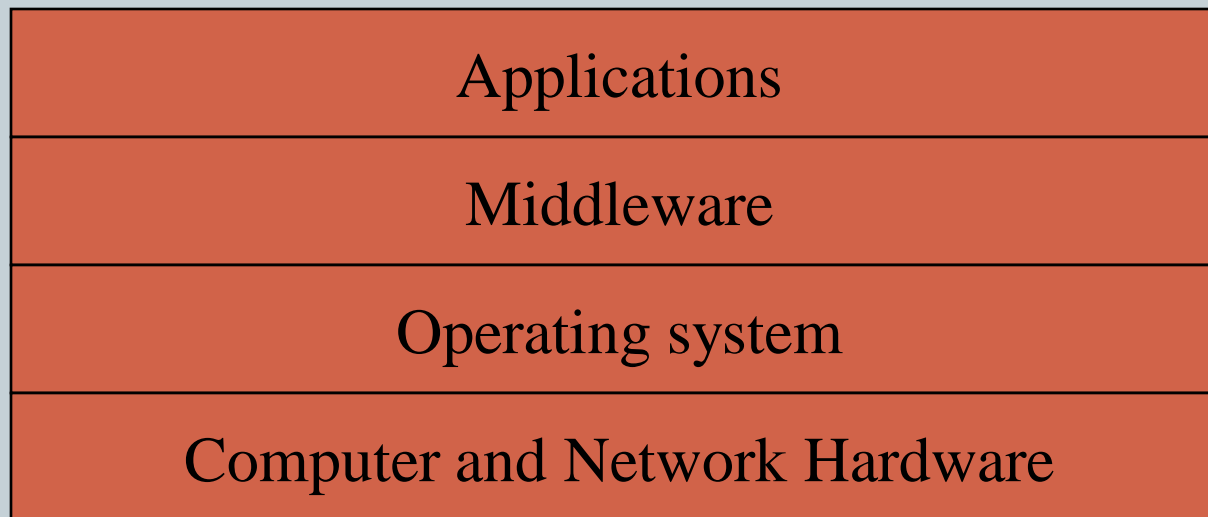 Applications
Middleware
Operating system
Computer and Network Hardware